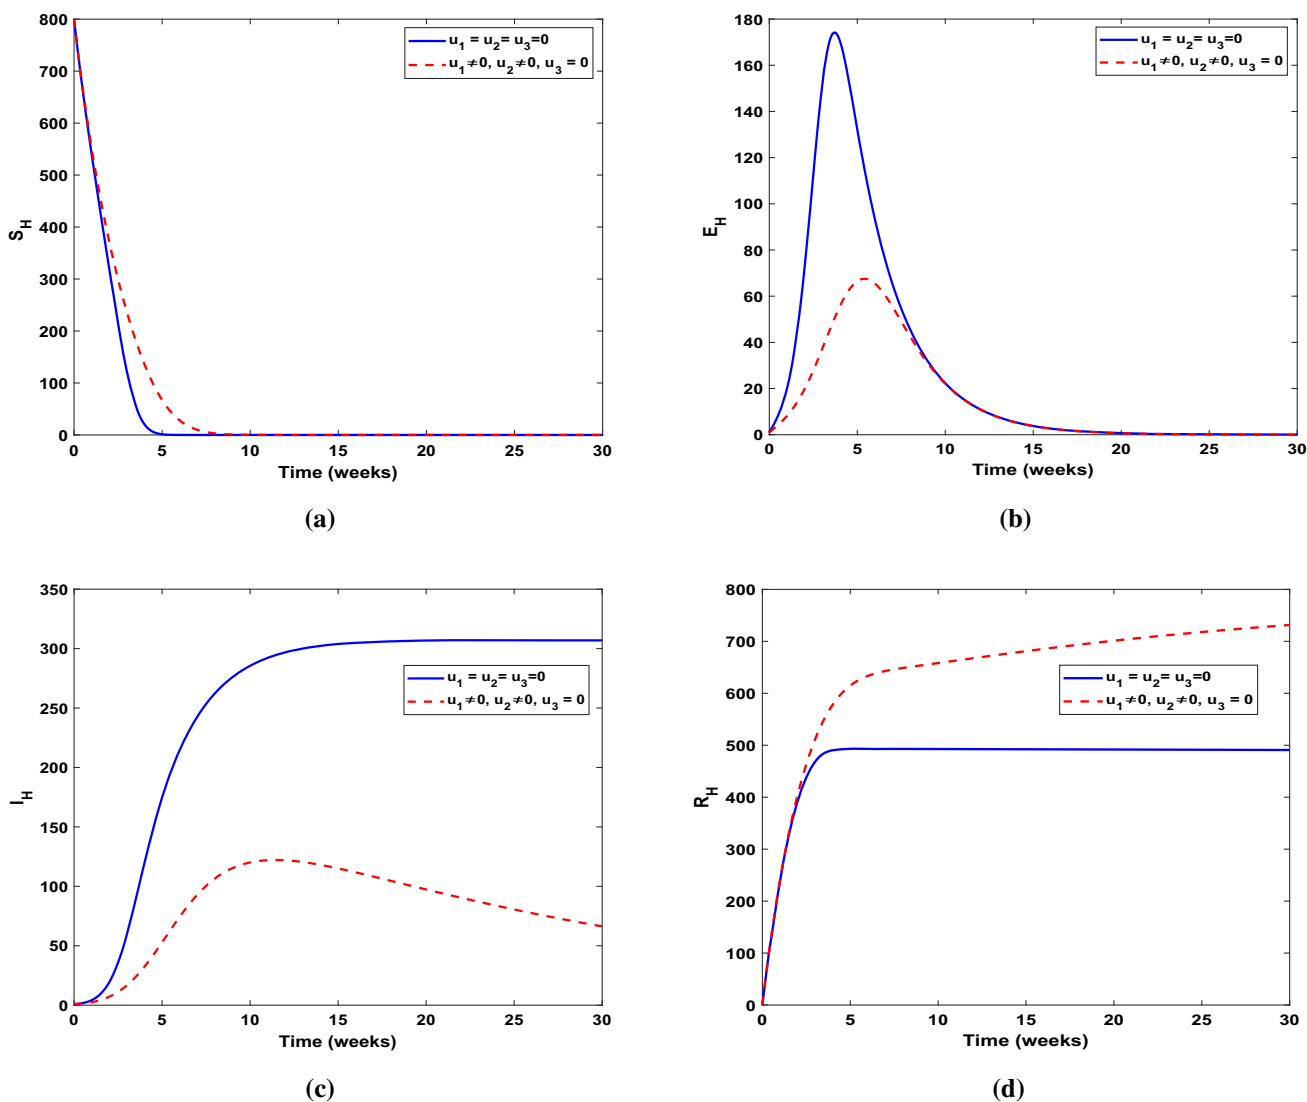 800
700
600
500
400
300
200
100
0
S_H
0 5 10 15 20 25 30
Time (weeks)
u_1 = u_2= u_3=0
u_1≠0, u_2≠0, u_3 = 0
(a)
180
160
140
120
100
80
60
40
20
0
E_H
0 5 10 15 20 25 30
Time (weeks)
u_1 = u_2= u_3=0
u_1≠0, u_2≠0, u_3 = 0
(b)
350
300
250
200
150
100
50
0
I_H
0 5 10 15 20 25 30
Time (weeks)
u_1 = u_2= u_3=0
u_1≠0, u_2≠0, u_3 = 0
(c)
800
700
600
500
400
300
200
100
0
R_H
0 5 10 15 20 25 30
Time (weeks)
u_1 = u_2= u_3=0
u_1≠0, u_2≠0, u_3 = 0
(d)